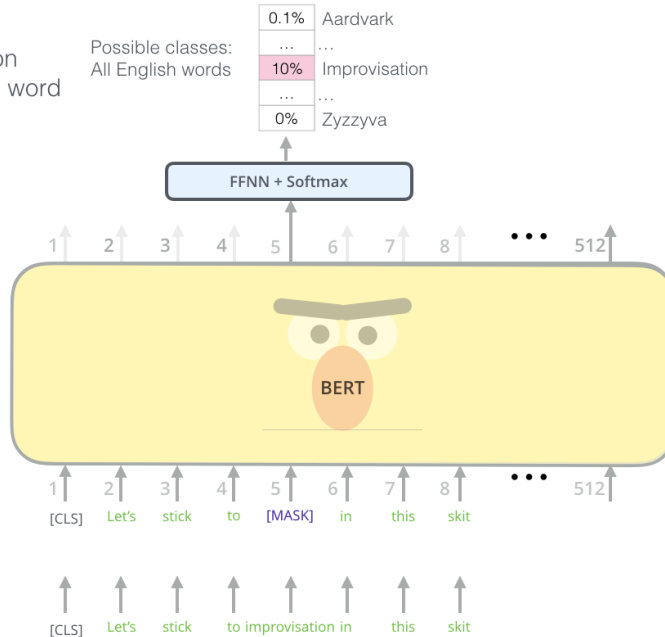 0.1% Aardvark
on
Possible classes:
... ...
word
All English words
10% Improvisation
... ...
0% Zyzzyva
FFNN + Softmax
1 2 3 4 5 6 7 8 ••• 512
BERT
1 2 3 4 5 6 7 8 ••• 512
[CLS] Let's stick to [MASK] in this skit
[CLS] Let's stick to improvisation in this skit